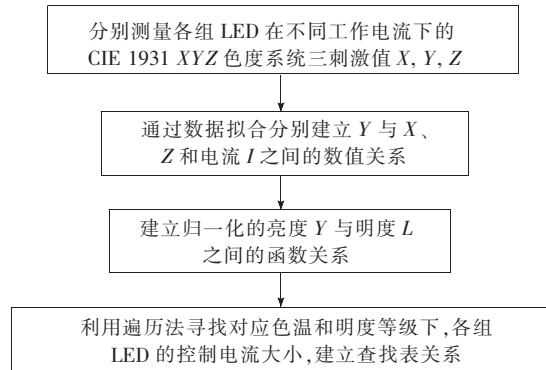 分别测量各组 LED 在不同工作电流下的
CIE 1931 XYZ 色度系统三刺激值 X, Y, Z
通过数据拟合分别建立 Y 与 X、
Z 和电流 I 之间的数值关系
建立归一化的亮度 Y 与明度 L
之间的函数关系
利用遍历法寻找对应色温和明度等级下,各组
LED 的控制电流大小,建立查找表关系